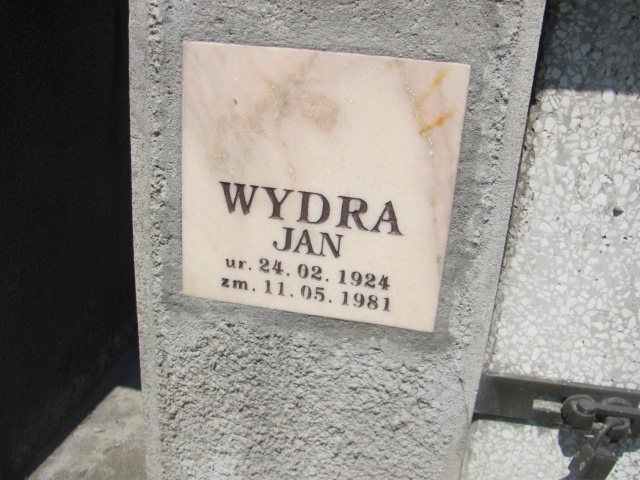 WYDRA
JAN
ur. 24. 02. 1924
zm. 11. 05. 1981